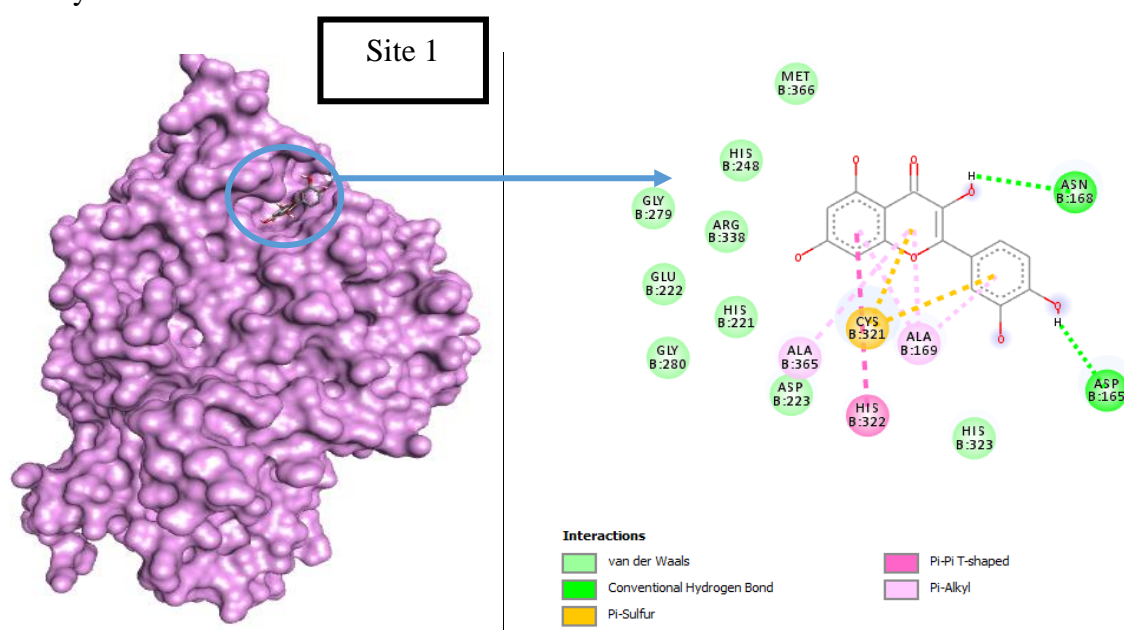 Site 1
MET
B:366
HIS
B:248
GLY
B:279
ARG
B:338
GLU
B:222
HIS
B:221
GLY
B:280
ALA
B:365
ASP
B:223
CYS
B:321
HIS
B:322
ALA
B:169
HIS
B:323
ASN
B:168
ASP
B:165
O
O
H
O
O
O
O
H
O
Interactions
van der Waals
Conventional Hydrogen Bond
Pi-Sulfur
Pi-Pi T-shaped
Pi-Alkyl